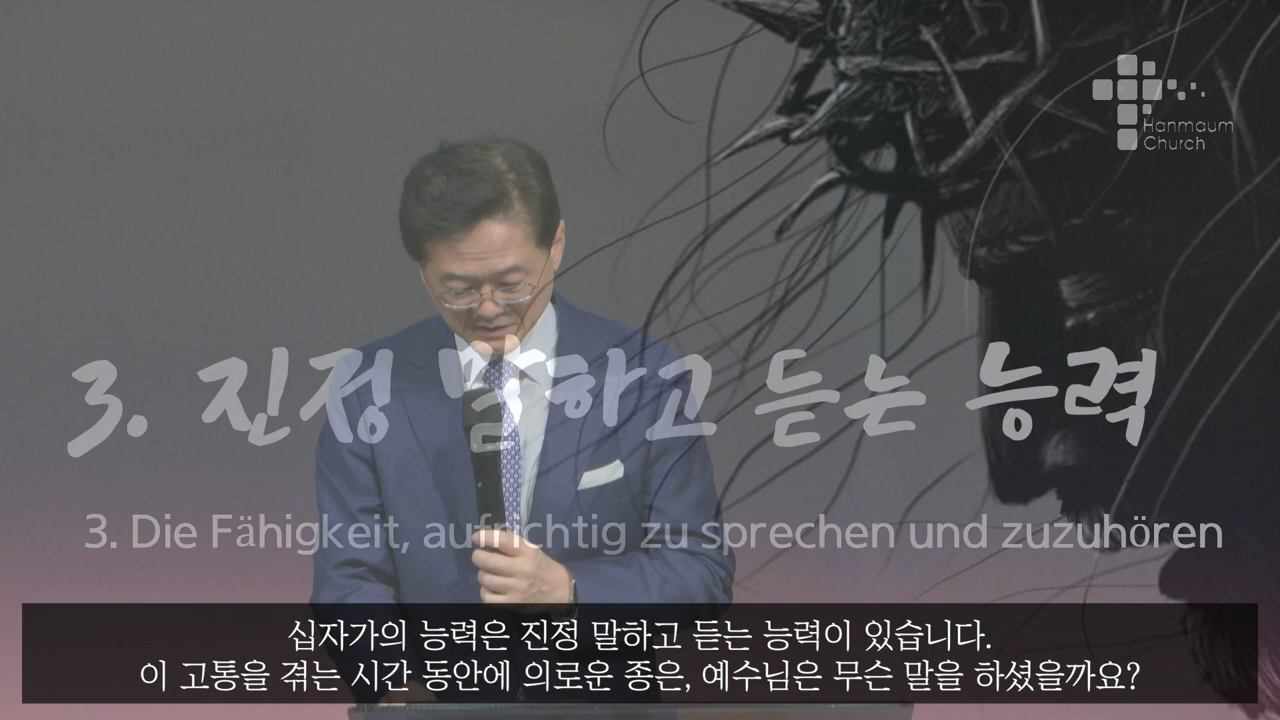 Hanmaum
Church
3. 진정 말하고 듣는 능력
3. Die Fähigkeit, aufrichtig zu sprechen und zuzuhören
십자가의 능력은 진정 말하고 듣는 능력이 있습니다.
이 고통을 겪는 시간 동안에 의로운 종은, 예수님은 무슨 말을 하셨을까요?